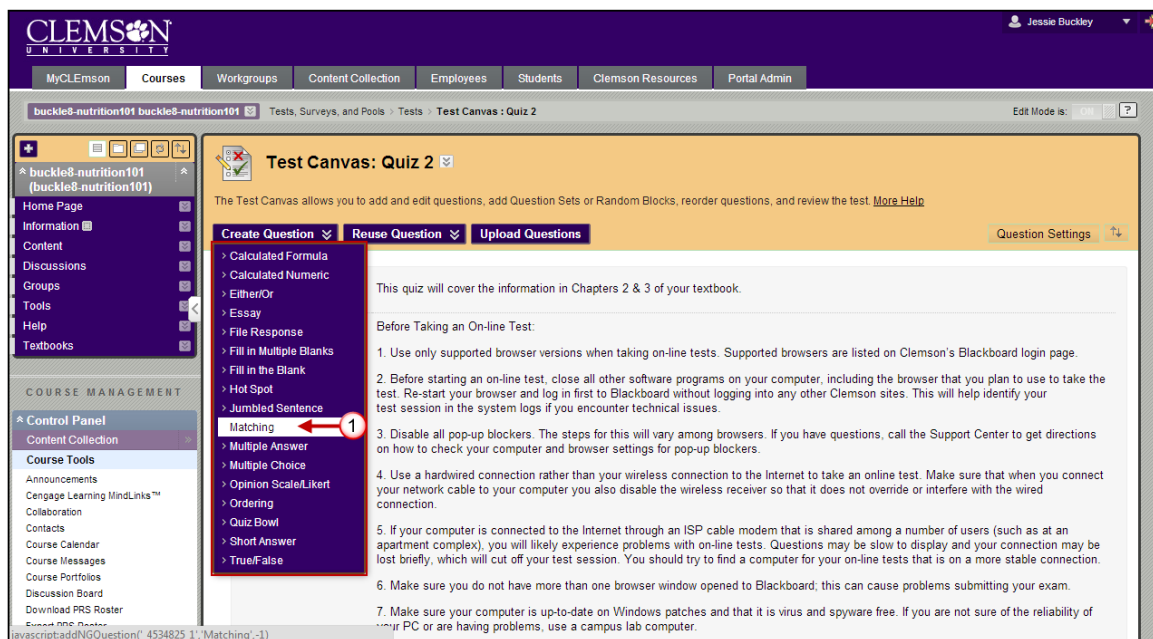 CLEMSON
UNIVERSITY
Jessie Buckley
MyCLEmson Courses Workgroups Content Collection Employees Students Clemson Resources Portal Admin
buckle8-nutrition101 buckle8-nutrition101 Tests, Surveys, and Pools > Tests > Test Canvas : Quiz 2 Edit Mode is: ON ?
buckle8-nutrition101
(buckle8-nutrition101)
Home Page
Information
Content
Discussions
Groups
Tools
Help
Textbooks
COURSE MANAGEMENT
Control Panel
Content Collection
Course Tools
Announcements
Cengage Learning MindLinks™
Collaboration
Contacts
Course Calendar
Course Messages
Course Portfolios
Discussion Board
Download PRS Roster
Export PRS Roster
javascript:addNGQuestion('_4534825_1','Matching',-1)
Test Canvas: Quiz 2
The Test Canvas allows you to add and edit questions, add Question Sets or Random Blocks, reorder questions, and review the test. More Help
Create Question Reuse Question Upload Questions Question Settings
> Calculated Formula
> Calculated Numeric
> Either/Or
> Essay
> File Response
> Fill in Multiple Blanks
> Fill in the Blank
> Hot Spot
> Jumbled Sentence
Matching 1
> Multiple Answer
> Multiple Choice
> Opinion Scale/Likert
> Ordering
> Quiz Bowl
> Short Answer
> True/False
This quiz will cover the information in Chapters 2 & 3 of your textbook.
Before Taking an On-line Test:
1. Use only supported browser versions when taking on-line tests. Supported browsers are listed on Clemson's Blackboard login page.
2. Before starting an on-line test, close all other software programs on your computer, including the browser that you plan to use to take the
test. Re-start your browser and log in first to Blackboard without logging into any other Clemson sites. This will help identify your
test session in the system logs if you encounter technical issues.
3. Disable all pop-up blockers. The steps for this will vary among browsers. If you have questions, call the Support Center to get directions
on how to check your computer and browser settings for pop-up blockers.
4. Use a hardwired connection rather than your wireless connection to the Internet to take an online test. Make sure that when you connect
your network cable to your computer you also disable the wireless receiver so that it does not override or interfere with the wired
connection.
5. If your computer is connected to the Internet through an ISP cable modem that is shared among a number of users (such as at an
apartment complex), you will likely experience problems with on-line tests. Questions may be slow to display and your connection may be
lost briefly, which will cut off your test session. You should try to find a computer for your on-line tests that is on a more stable connection.
6. Make sure you do not have more than one browser window opened to Blackboard; this can cause problems submitting your exam.
7. Make sure your computer is up-to-date on Windows patches and that it is virus and spyware free. If you are not sure of the reliability of
your PC or are having problems, use a campus lab computer.